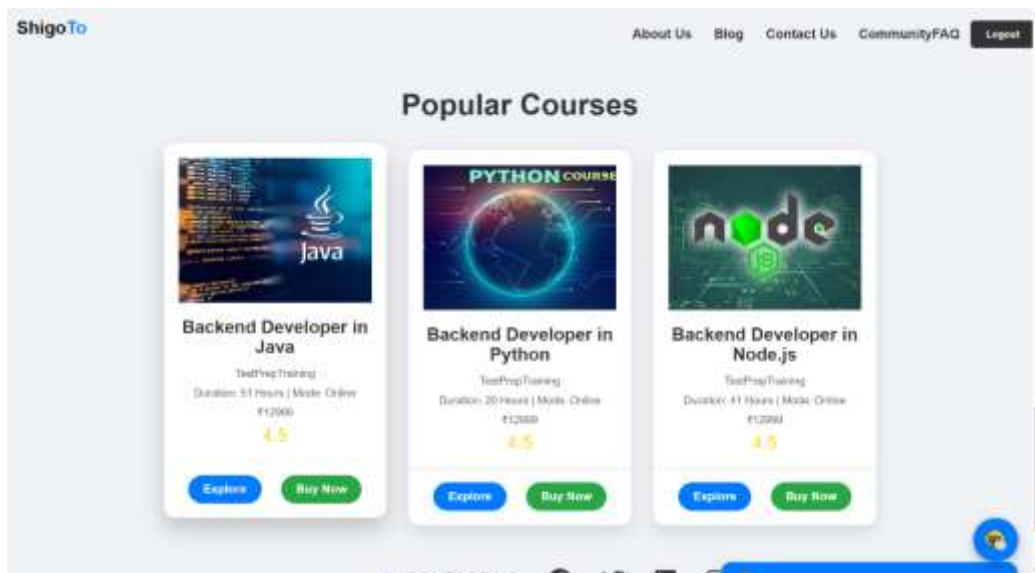 ShigoTo
About Us Blog Contact Us CommunityFAQ Logout
Popular Courses
Java
Backend Developer in
Java
TestPrepTraining
Duration: 51 Hours | Mode: Online
4.5
Explore Buy Now
PYTHON COURSE
Backend Developer in
Python
TestPrepTraining
Duration: 20 Hours | Mode: Online
4.5
Explore Buy Now
node
JS
Backend Developer in
Node.js
TestPrepTraining
Duration: 41 Hours | Mode: Online
4.5
Explore Buy Now